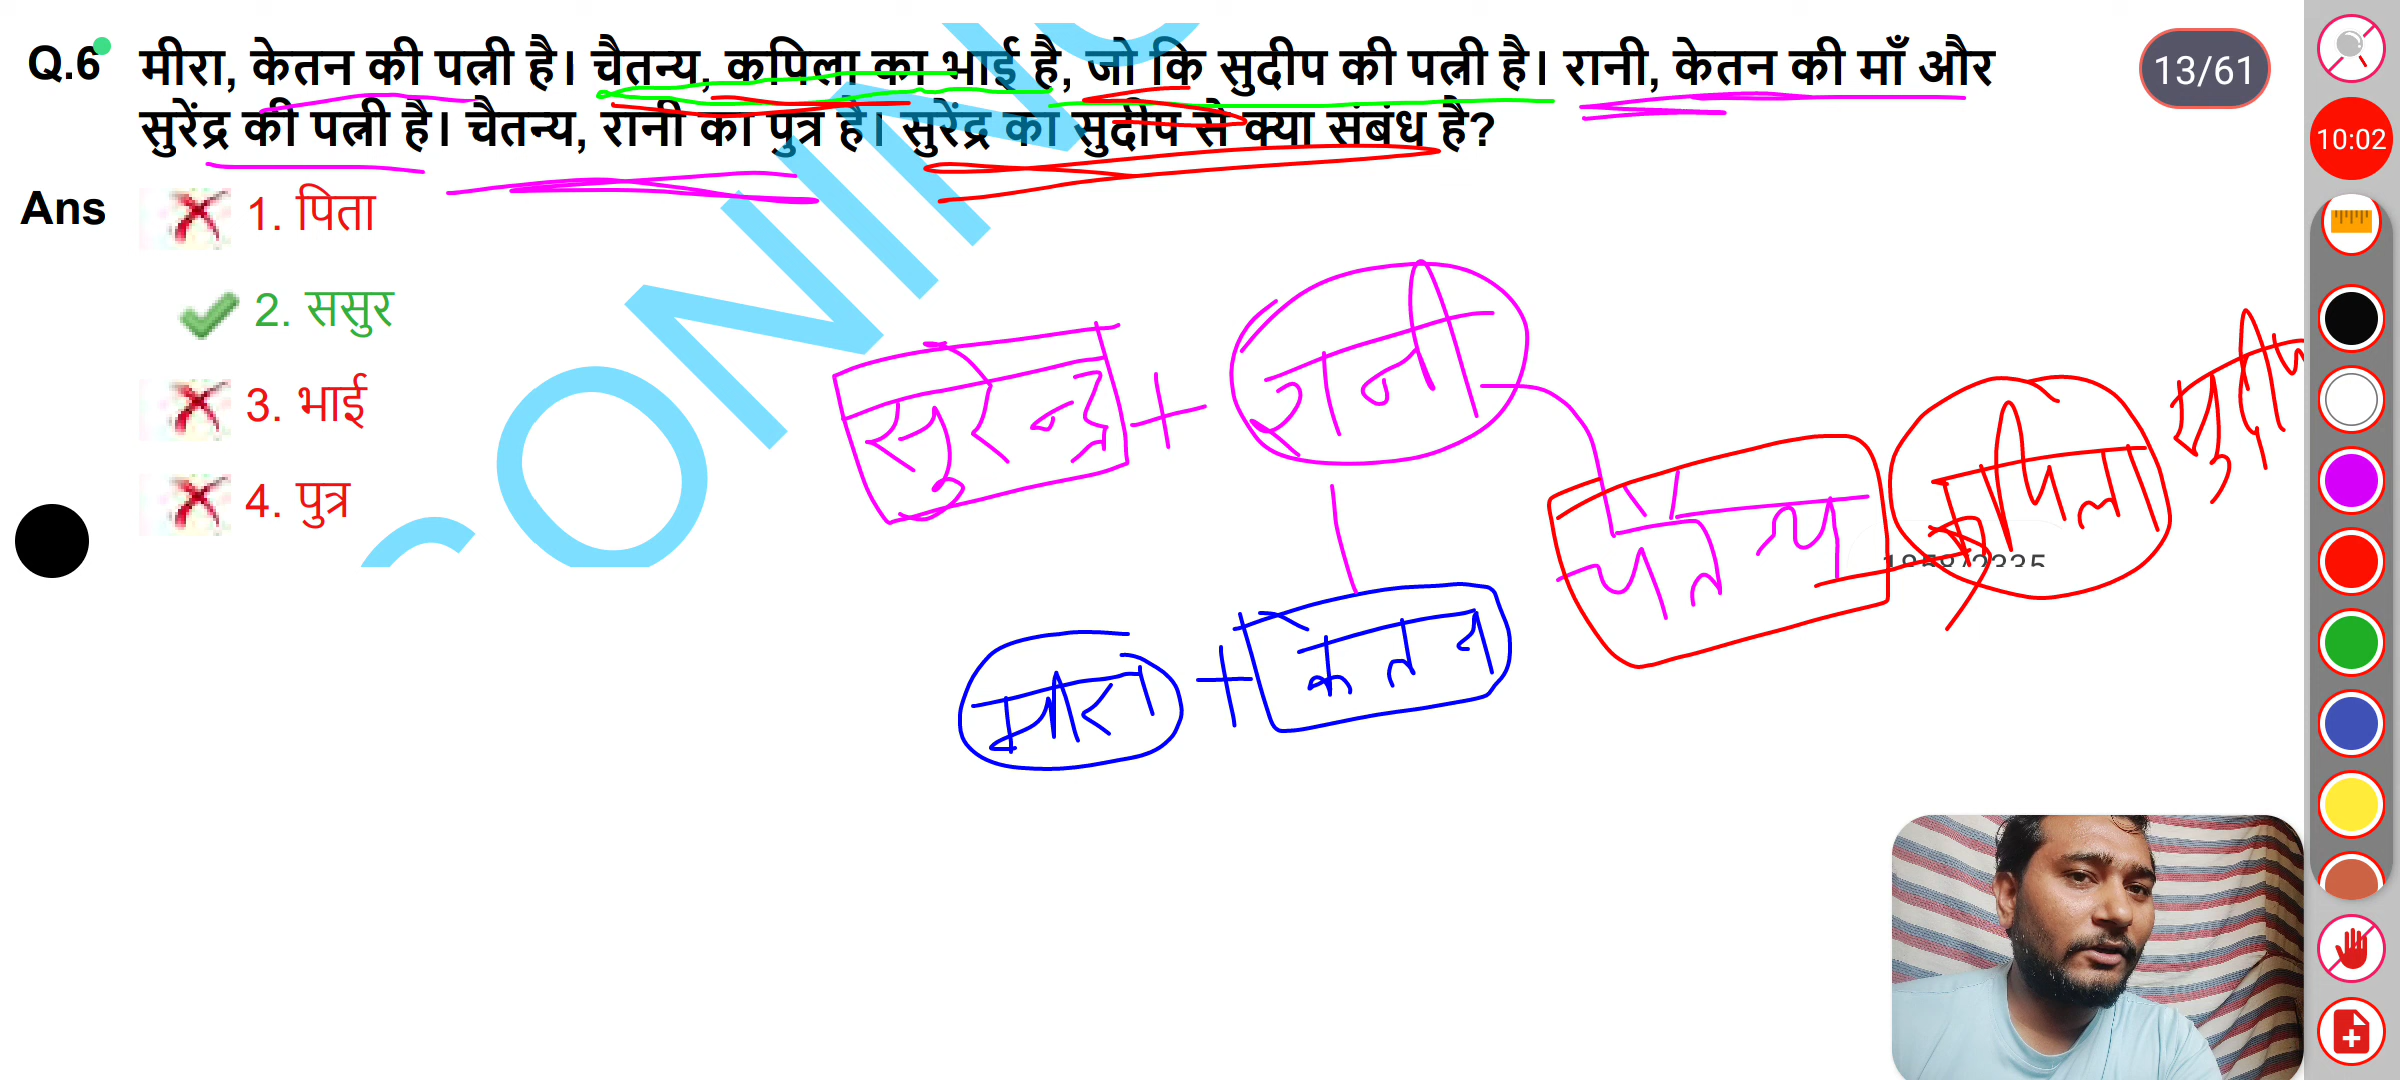 Q.6 मीरा, केतन की पत्नी है। चैतन्य, कपिला का भाई है, जो कि सुदीप की पत्नी है। रानी, केतन की माँ और
सुरेंद्र की पत्नी है। चैतन्य, रानी का पुत्र है। सुरेंद्र का सुदीप से क्या संबंध है?
13/61
10:02
Ans 1. पिता
2. ससुर
3. भाई
4. पुत्र
सुरेन्द्र + रानी
चैतन्य कपिला
मीरा + केतन